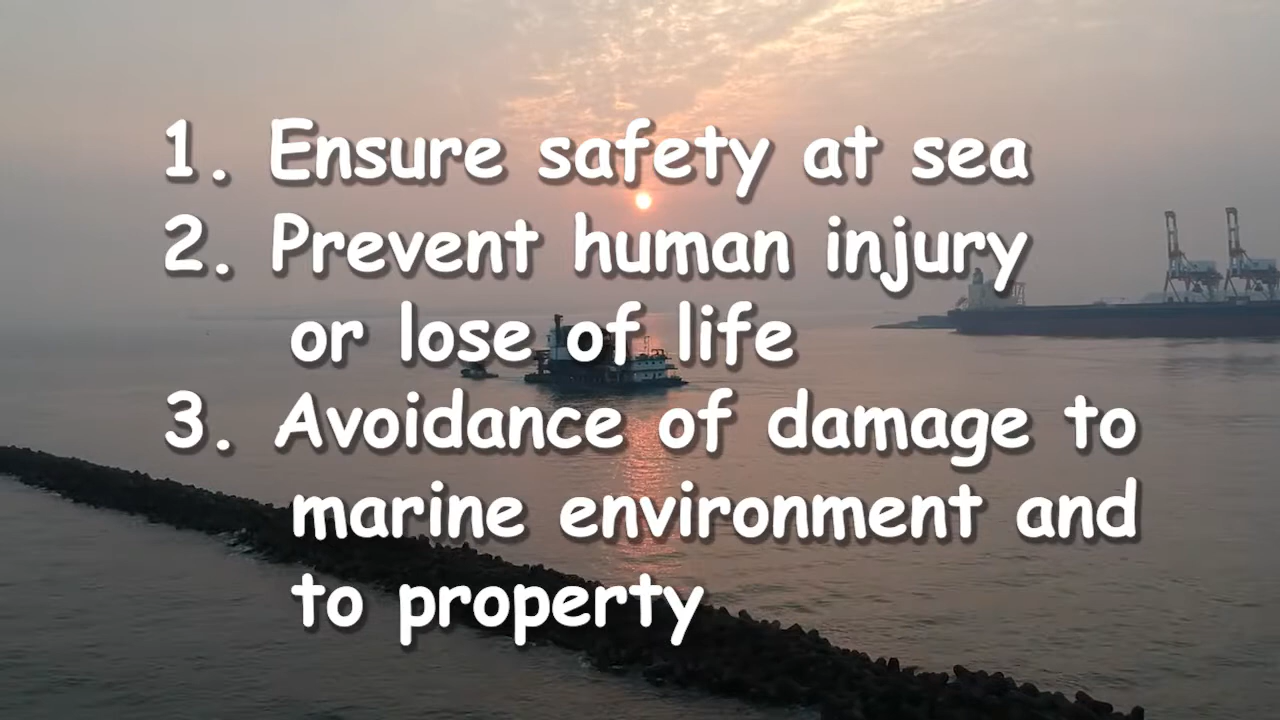 1. Ensure safety at sea
2. Prevent human injury
or lose of life
3. Avoidance of damage to
marine environment and
to property